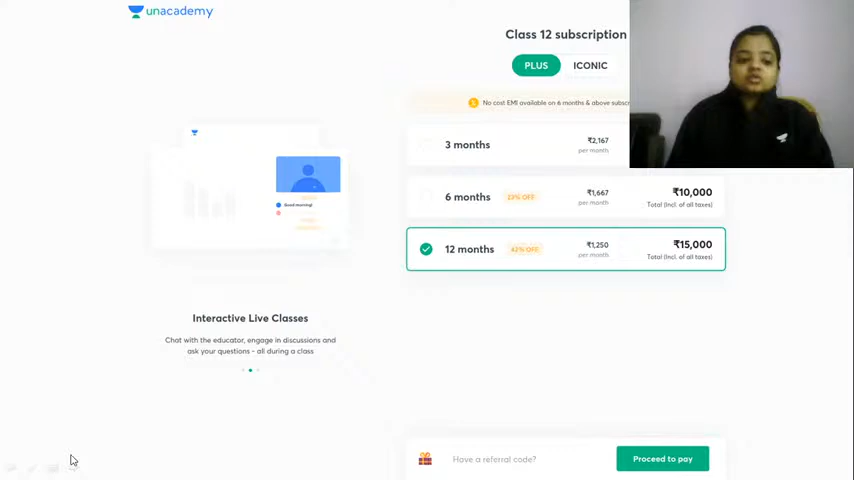 unacademy
Class 12 subscription
PLUS
ICONIC
No cost EMI available on 6 months & above subscr
3 months
₹2,167
per month
6 months
23% OFF
₹1,667
per month
₹10,000
Total (Incl. of all taxes)
12 months
42% OFF
₹1,250
per month
₹15,000
Total (Incl. of all taxes)
Good morning!
Interactive Live Classes
Chat with the educator, engage in discussions and
ask your questions - all during a class
Have a referral code?
Proceed to pay